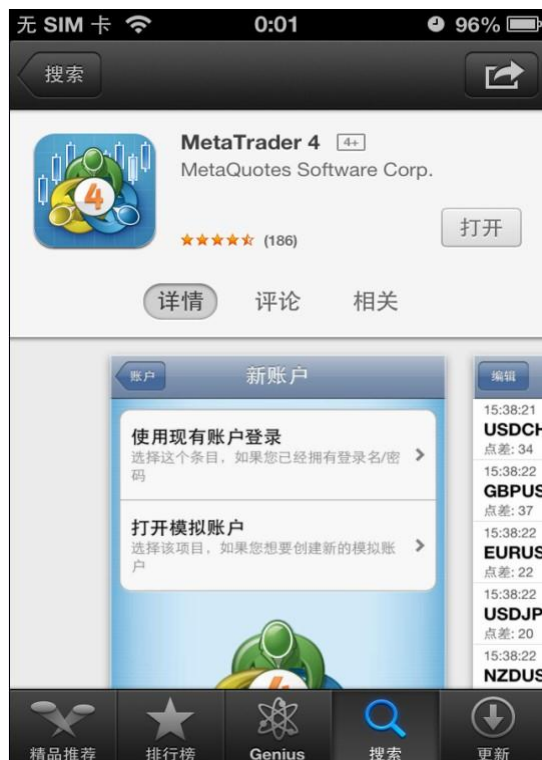 无 SIM 卡 0:01 96%
搜索
MetaTrader 4 4+
MetaQuotes Software Corp.
(186)
打开
详情 评论 相关
账户 新账户
使用现有账户登录
选择这个条目，如果您已经拥有登录名/密
码
打开模拟账户
选择该项目，如果您想要创建新的模拟账
户
4
编辑
15:38:21
USDCH
点差: 34
15:38:22
GBPUS
点差: 37
15:38:22
EURUS
点差: 22
15:38:22
USDJP
点差: 20
15:38:22
NZDUS
精品推荐 排行榜 Genius 搜索 更新